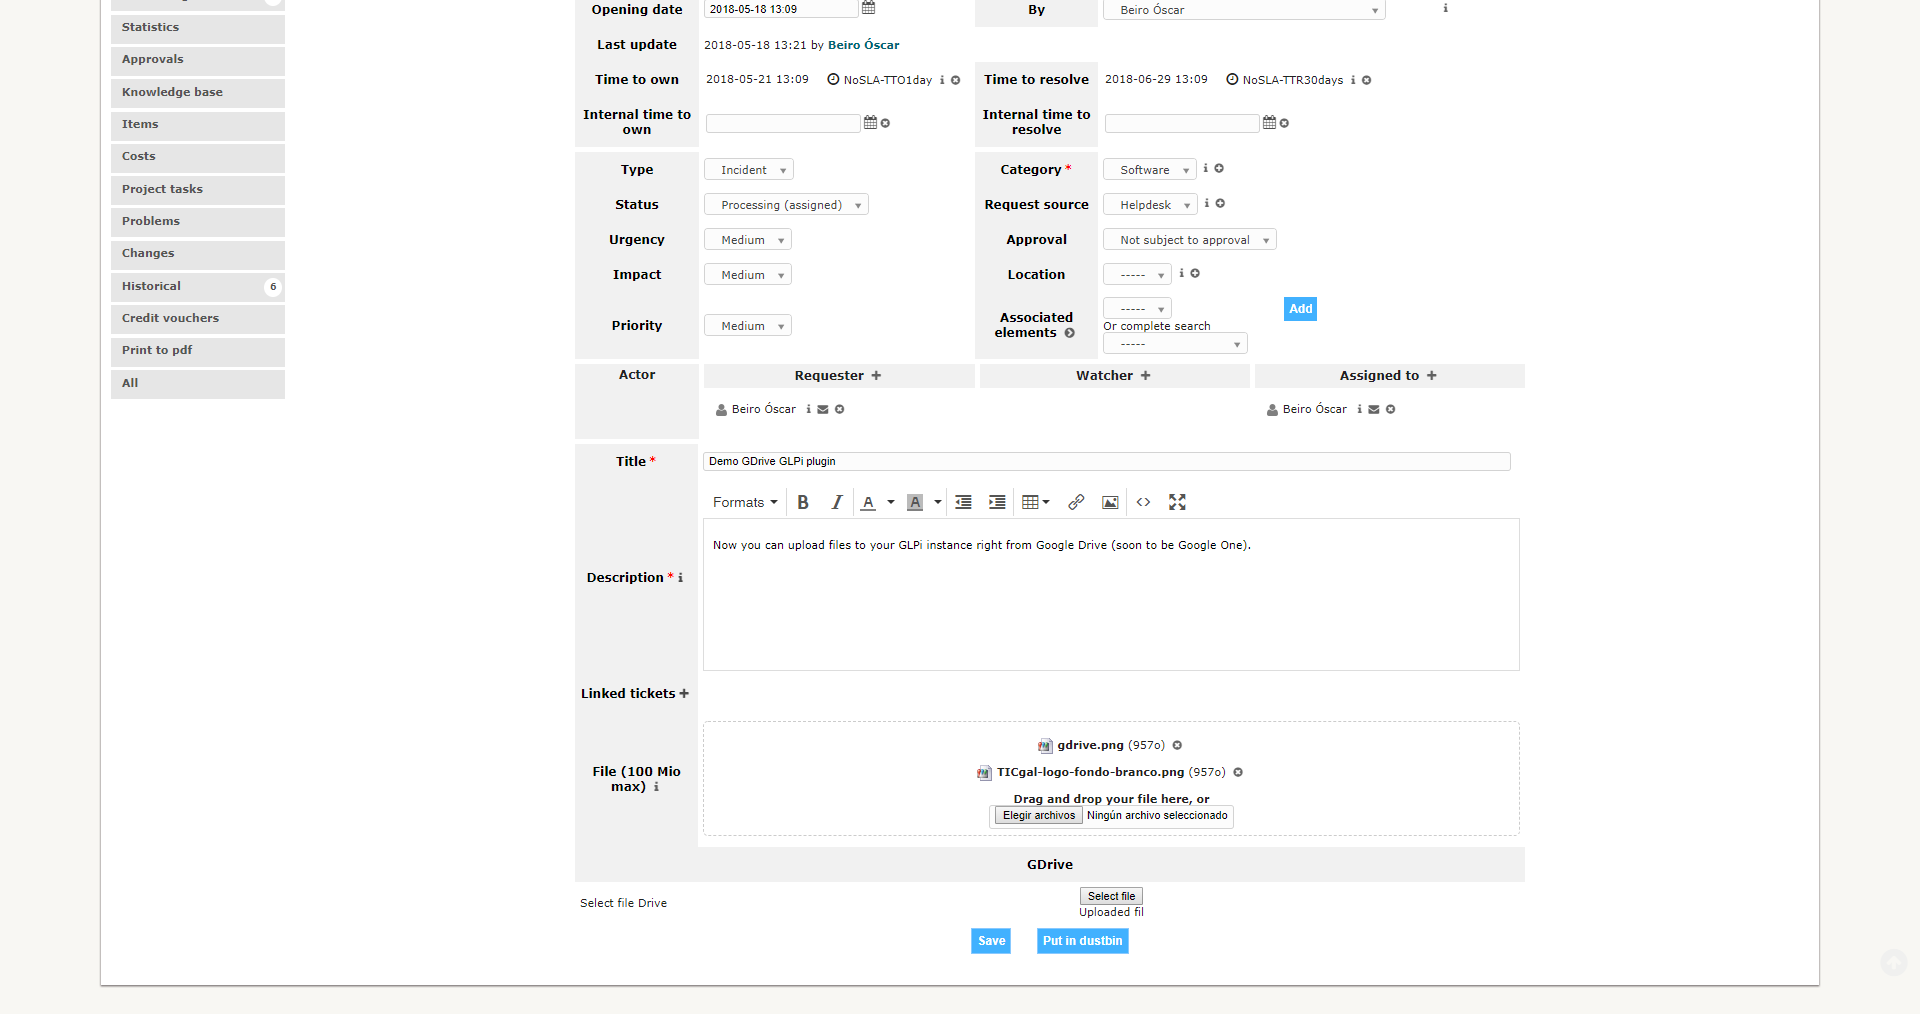 Statistics
Approvals
Knowledge base
Items
Costs
Project tasks
Problems
Changes
Historical 6
Credit vouchers
Print to pdf
All
Opening date 2018-05-18 13:09 By Beiro Óscar
Last update 2018-05-18 13:21 by Beiro Óscar
Time to own 2018-05-21 13:09 NoSLA-TTO1day Time to resolve 2018-06-29 13:09 NoSLA-TTR30days
Internal time to own Internal time to resolve
Type Incident Category * Software
Status Processing (assigned) Request source Helpdesk
Urgency Medium Approval Not subject to approval
Impact Medium Location -----
Priority Medium Associated elements ----- Add
Or complete search
-----
Actor Requester Watcher Assigned to
Beiro Óscar Beiro Óscar
Title * Demo GDrive GLPi plugin
Formats B I A A
Description * Now you can upload files to your GLPi instance right from Google Drive (soon to be Google One).
Linked tickets
File (100 Mio max)
gdrive.png (957o)
TICgal-logo-fondo-branco.png (957o)
Drag and drop your file here, or
Elegir archivos Ningún archivo seleccionado
GDrive
Select file Drive Select file
Uploaded fil
Save Put in dustbin